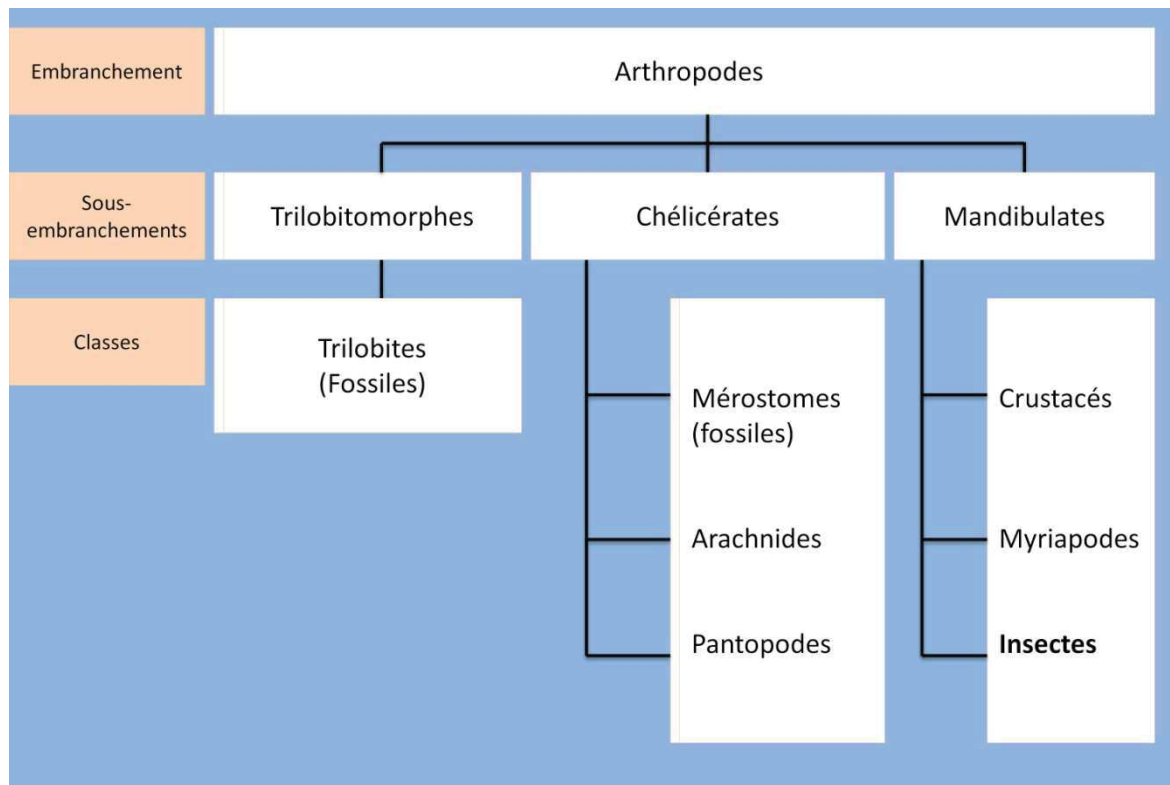 Embranchement
Arthropodes
Sous-
embranchements
Trilobitomorphes
Chélicérates
Mandibulates
Classes
Trilobites
(Fossiles)
Mérostomes
(fossiles)
Arachnides
Pantopodes
Crustacés
Myriapodes
Insectes